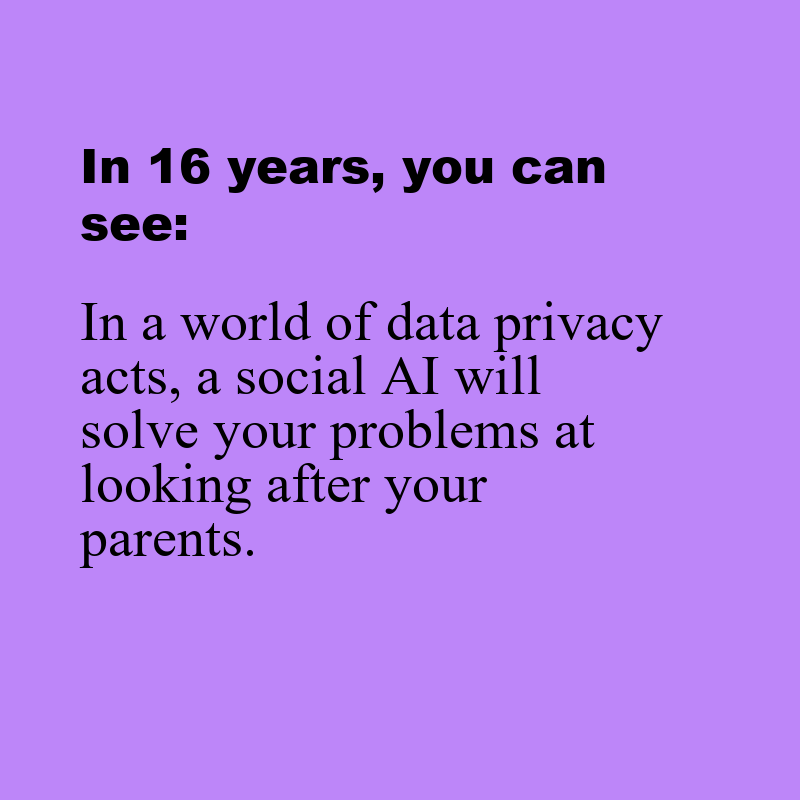 In 16 years, you can
see:
In a world of data privacy
acts, a social AI will
solve your problems at
looking after your
parents.